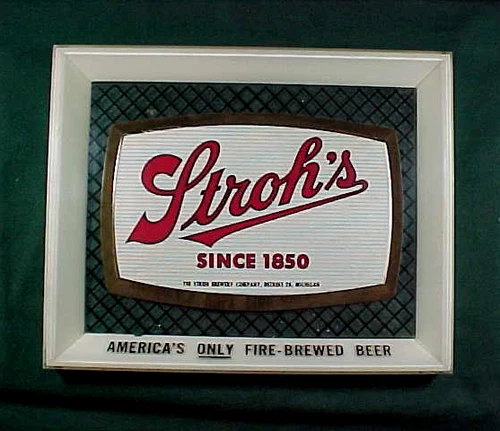 Stroh's
SINCE 1850
THE STROH BREWERY COMPANY, DETROIT 26, MICHIGAN
AMERICA'S ONLY FIRE-BREWED BEER